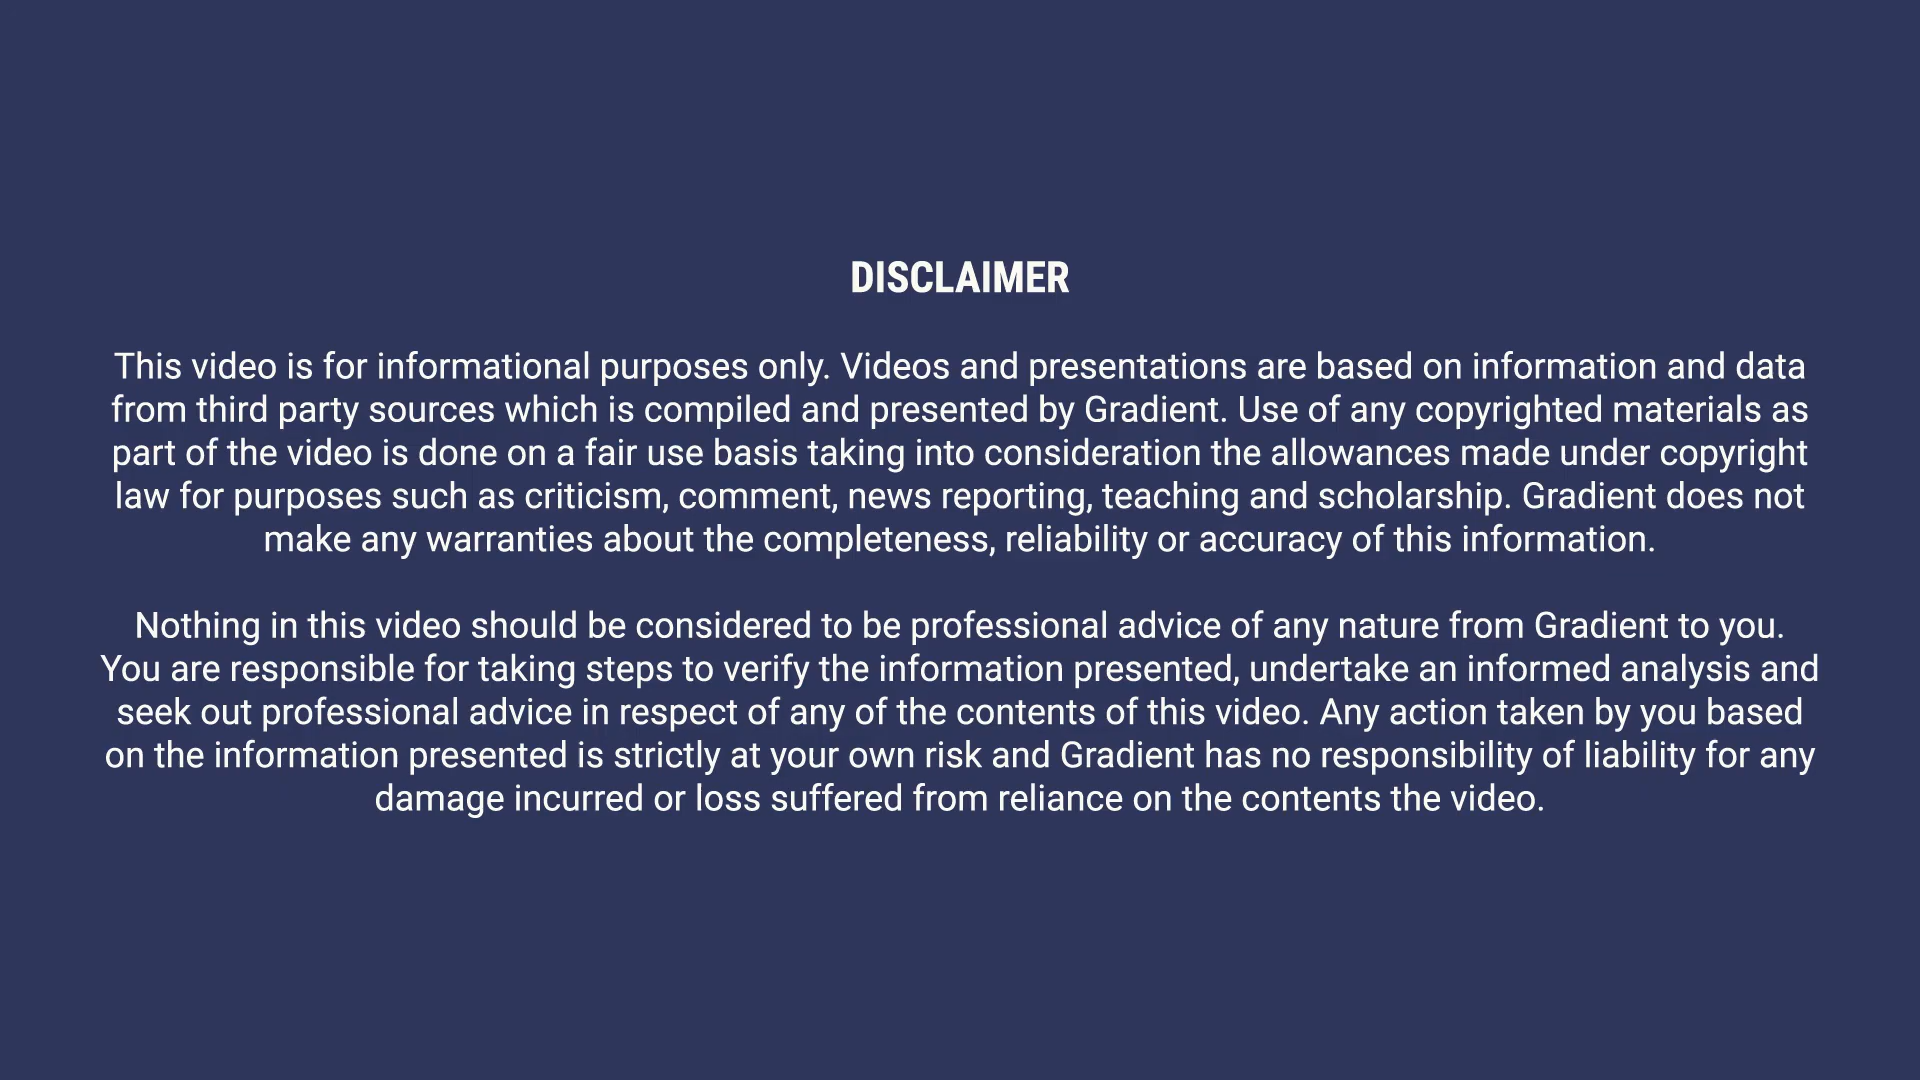 DISCLAIMER
This video is for informational purposes only. Videos and presentations are based on information and data
from third party sources which is compiled and presented by Gradient. Use of any copyrighted materials as
part of the video is done on a fair use basis taking into consideration the allowances made under copyright
law for purposes such as criticism, comment, news reporting, teaching and scholarship. Gradient does not
make any warranties about the completeness, reliability or accuracy of this information.
Nothing in this video should be considered to be professional advice of any nature from Gradient to you.
You are responsible for taking steps to verify the information presented, undertake an informed analysis and
seek out professional advice in respect of any of the contents of this video. Any action taken by you based
on the information presented is strictly at your own risk and Gradient has no responsibility of liability for any
damage incurred or loss suffered from reliance on the contents the video.